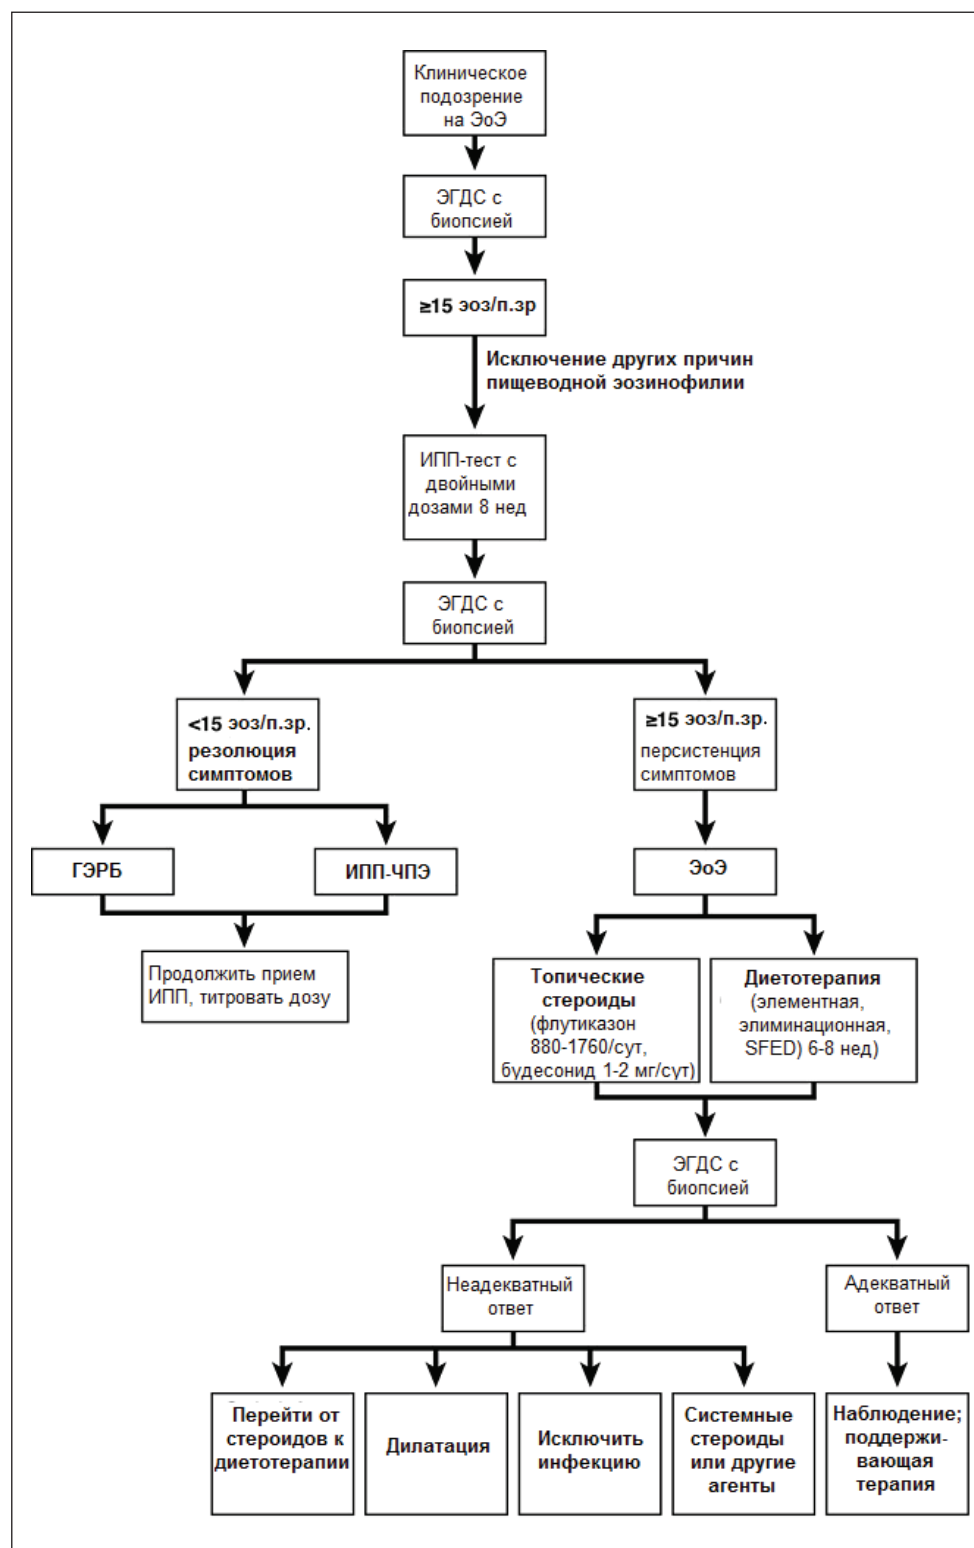 Клиническое
подозрение
на ЭоЭ
ЭГДС с
биопсией
≥15 эоз/п.зр
Исключение других причин
пищеводной эозинофилии
ИПП-тест с
двойными
дозами 8 нед
ЭГДС с
биопсией
<15 эоз/п.зр.
резолюция
симптомов
≥15 эоз/п.зр.
персистенция
симптомов
ГЭРБ
ИПП-ЧПЭ
ЭоЭ
Продолжить прием
ИПП, титровать дозу
Топические
стероиды
(флутиказон
880-1760/сут,
будесонид 1-2 мг/сут)
Диетотерапия
(элементная,
элиминационная,
SFED) 6-8 нед)
ЭГДС с
биопсией
Неадекватный
ответ
Адекватный
ответ
Перейти от
стероидов к
диетотерапии
Дилатация
Исключить
инфекцию
Системные
стероиды
или другие
агенты
Наблюдение;
поддержи-
вающая
терапия